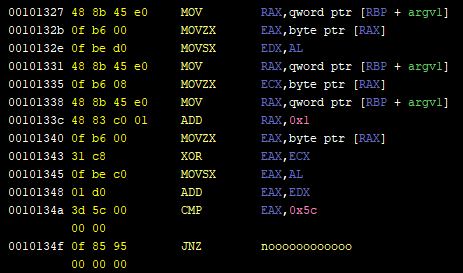 00101327 48 8b 45 e0 MOV RAX,qword ptr [RBP + argv1]
0010132b 0f b6 00 MOVZX EAX,byte ptr [RAX]
0010132e 0f be d0 MOVSX EDX,AL
00101331 48 8b 45 e0 MOV RAX,qword ptr [RBP + argv1]
00101335 0f b6 08 MOVZX ECX,byte ptr [RAX]
00101338 48 8b 45 e0 MOV RAX,qword ptr [RBP + argv1]
0010133c 48 83 c0 01 ADD RAX,0x1
00101340 0f b6 00 MOVZX EAX,byte ptr [RAX]
00101343 31 c8 XOR EAX,ECX
00101345 0f be c0 MOVSX EAX,AL
00101348 01 d0 ADD EAX,EDX
0010134a 3d 5c 00 CMP EAX,0x5c
00 00
0010134f 0f 85 95 JNZ noooooooooooo
00 00 00